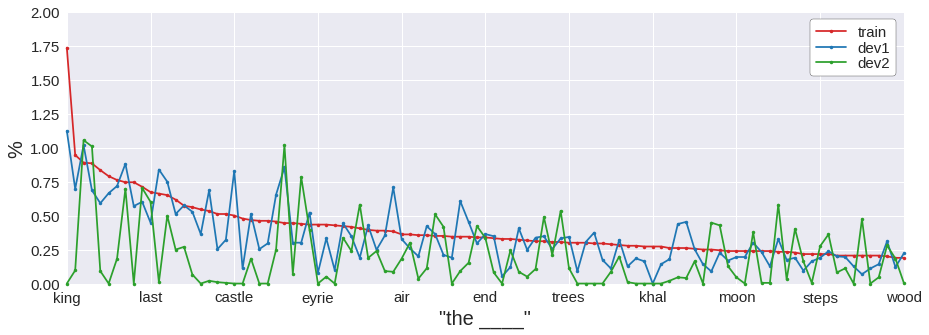 2.00
1.75
1.50
1.25
1.00
0.75
0.50
0.25
0.00
%
train
dev1
dev2
king last castle eyrie air end trees khal moon steps wood
"the ____"